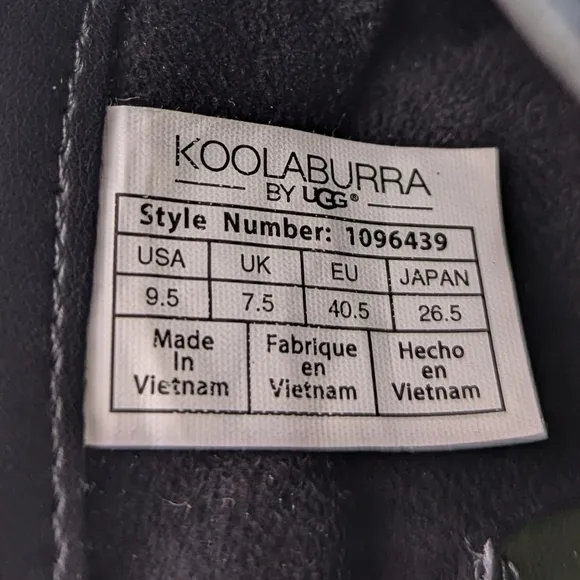 KOOLABURRA
BY UGG®
Style Number: 1096439
USA UK EU JAPAN
9.5 7.5 40.5 26.5
Made Fabrique Hecho
In en en
Vietnam Vietnam Vietnam